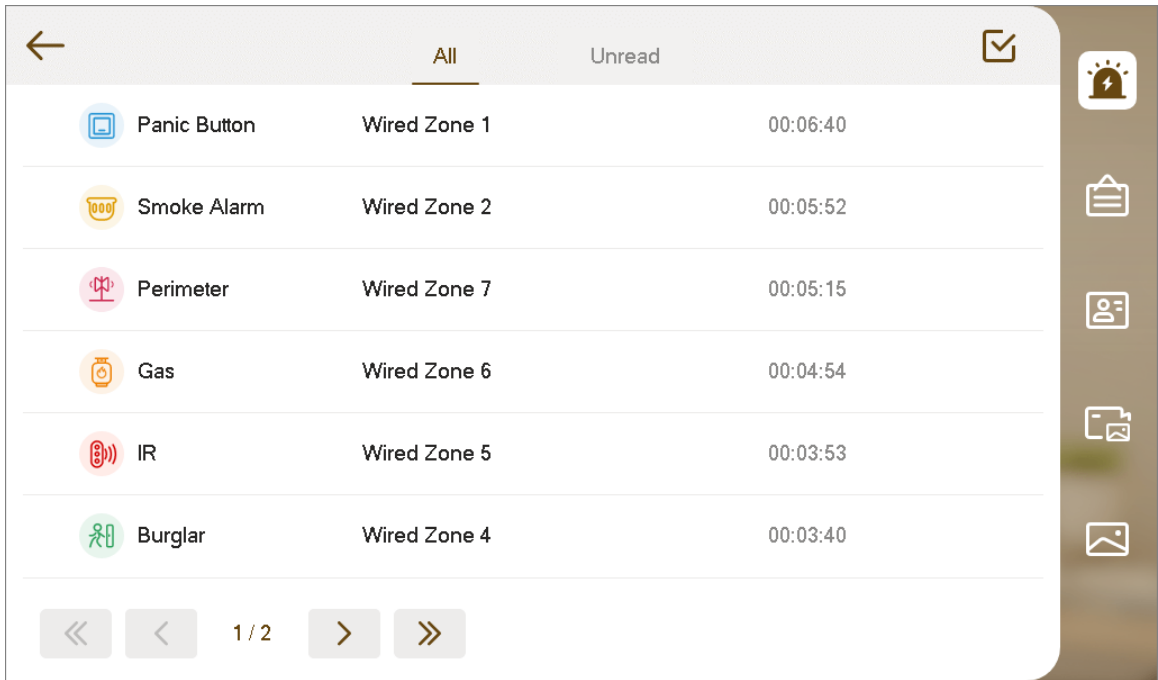 All Unread
Panic Button Wired Zone 1 00:06:40
Smoke Alarm Wired Zone 2 00:05:52
Perimeter Wired Zone 7 00:05:15
Gas Wired Zone 6 00:04:54
IR Wired Zone 5 00:03:53
Burglar Wired Zone 4 00:03:40
1 / 2